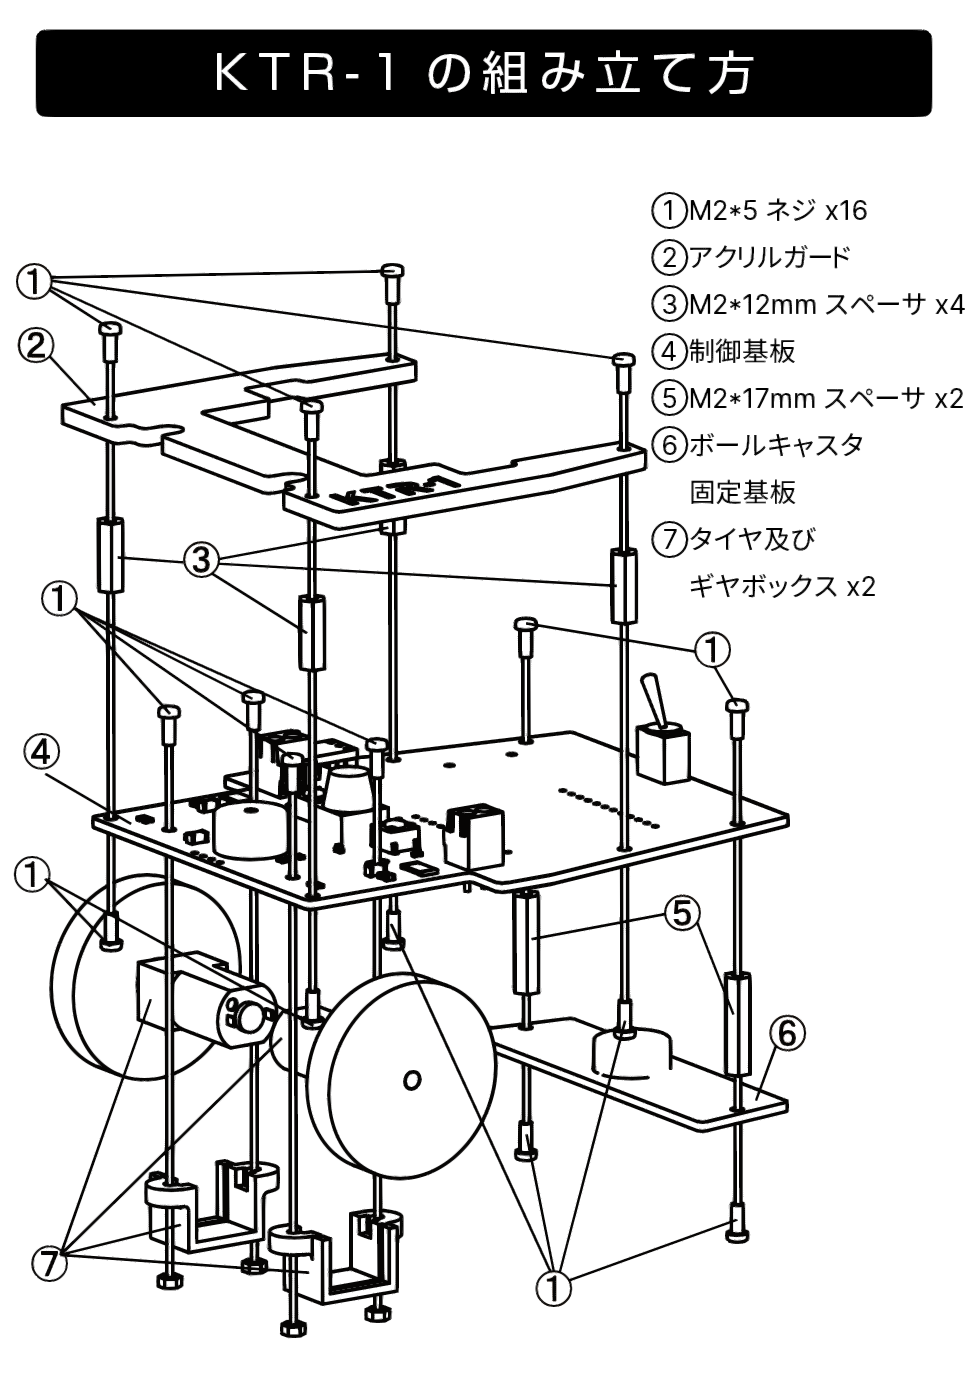 KTR-1の組み立て方
①M2*5 ネジ x16
②アクリルガード
③M2*12mm スペーサ x4
④制御基板
⑤M2*17mm スペーサ x2
⑥ボールキャスタ
固定基板
⑦タイヤ及び
ギヤボックス x2
①
②
KTR-1
③
①
①
④
①
⑤
⑥
⑦
①